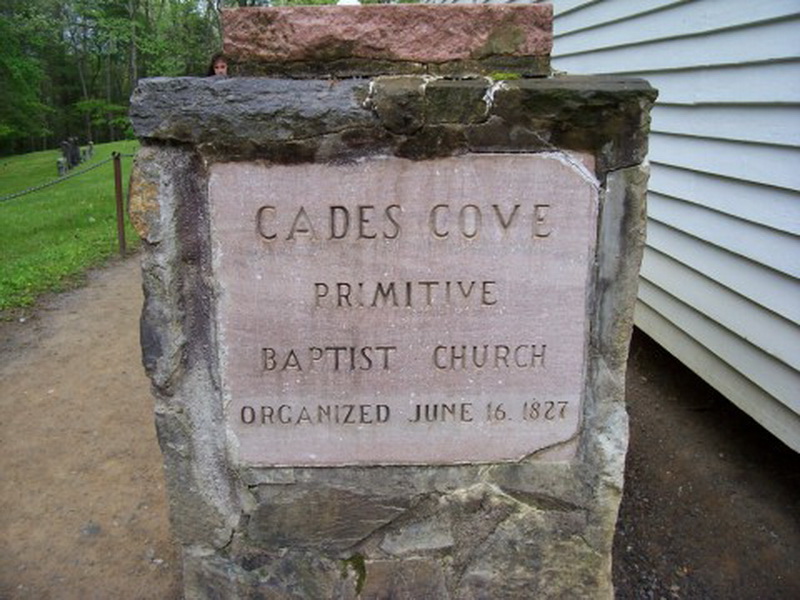 CADES COVE
PRIMITIVE
BAPTIST CHURCH
ORGANIZED JUNE 16. 1827